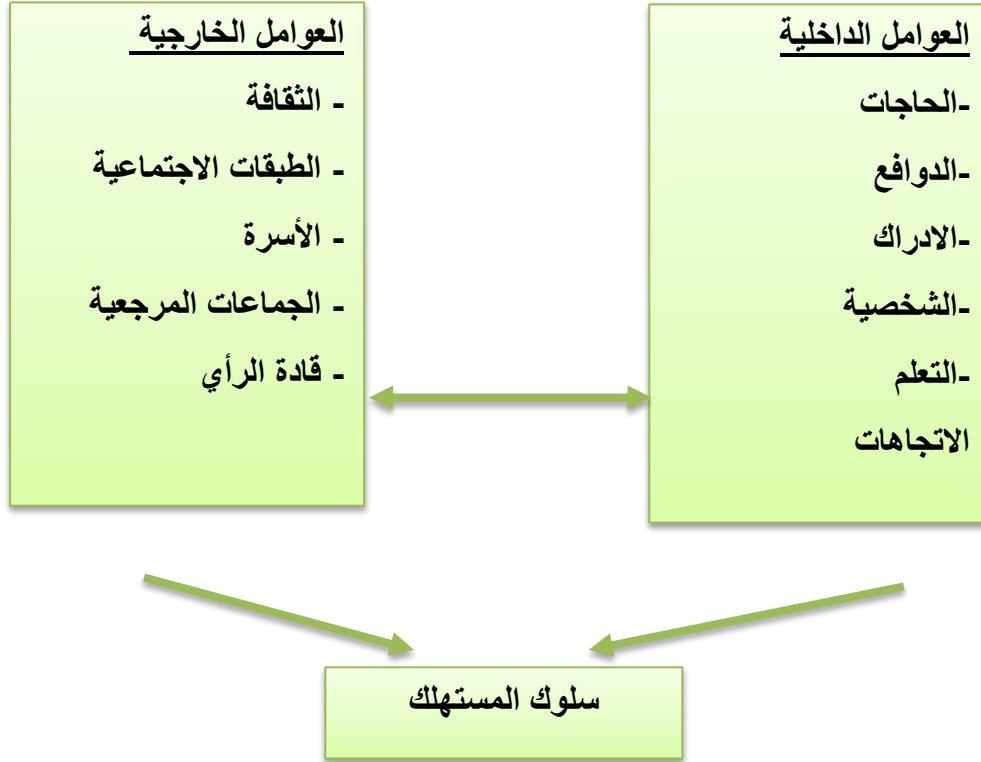 العوامل الداخلية
-الحاجات
-الدوافع
-الادراك
-الشخصية
-التعلم
الاتجاهات
العوامل الخارجية
- الثقافة
- الطبقات الاجتماعية
- الأسرة
- الجماعات المرجعية
- قادة الرأي
سلوك المستهلك